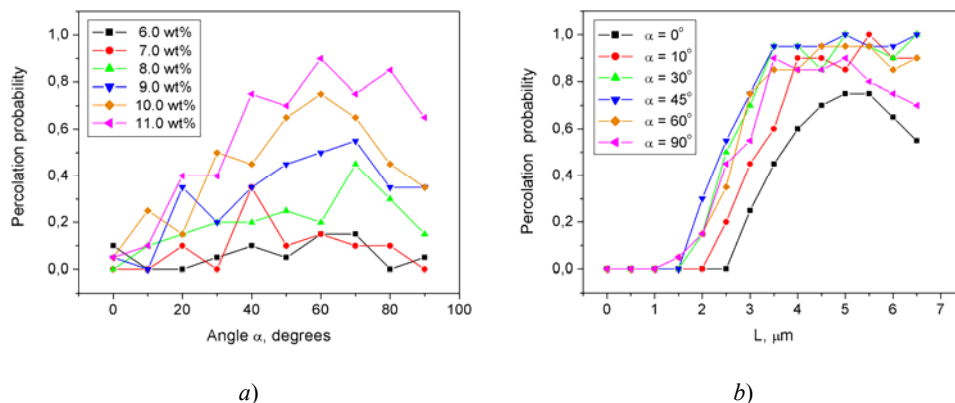 1,0
0,8
0,6
0,4
0,2
0,0
Percolation probability
6.0 wt%
7.0 wt%
8.0 wt%
9.0 wt%
10.0 wt%
11.0 wt%
0 20 40 60 80 100
Angle α, degrees
a)
1,0
0,8
0,6
0,4
0,2
0,0
Percolation probability
α = 0°
α = 10°
α = 30°
α = 45°
α = 60°
α = 90°
0 1 2 3 4 5 6 7
L, μm
b)